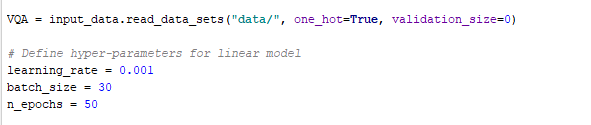 VQA = input_data.read_data_sets("data/", one_hot=True, validation_size=0)
# Define hyper-parameters for linear model
learning_rate = 0.001
batch_size = 30
n_epochs = 50